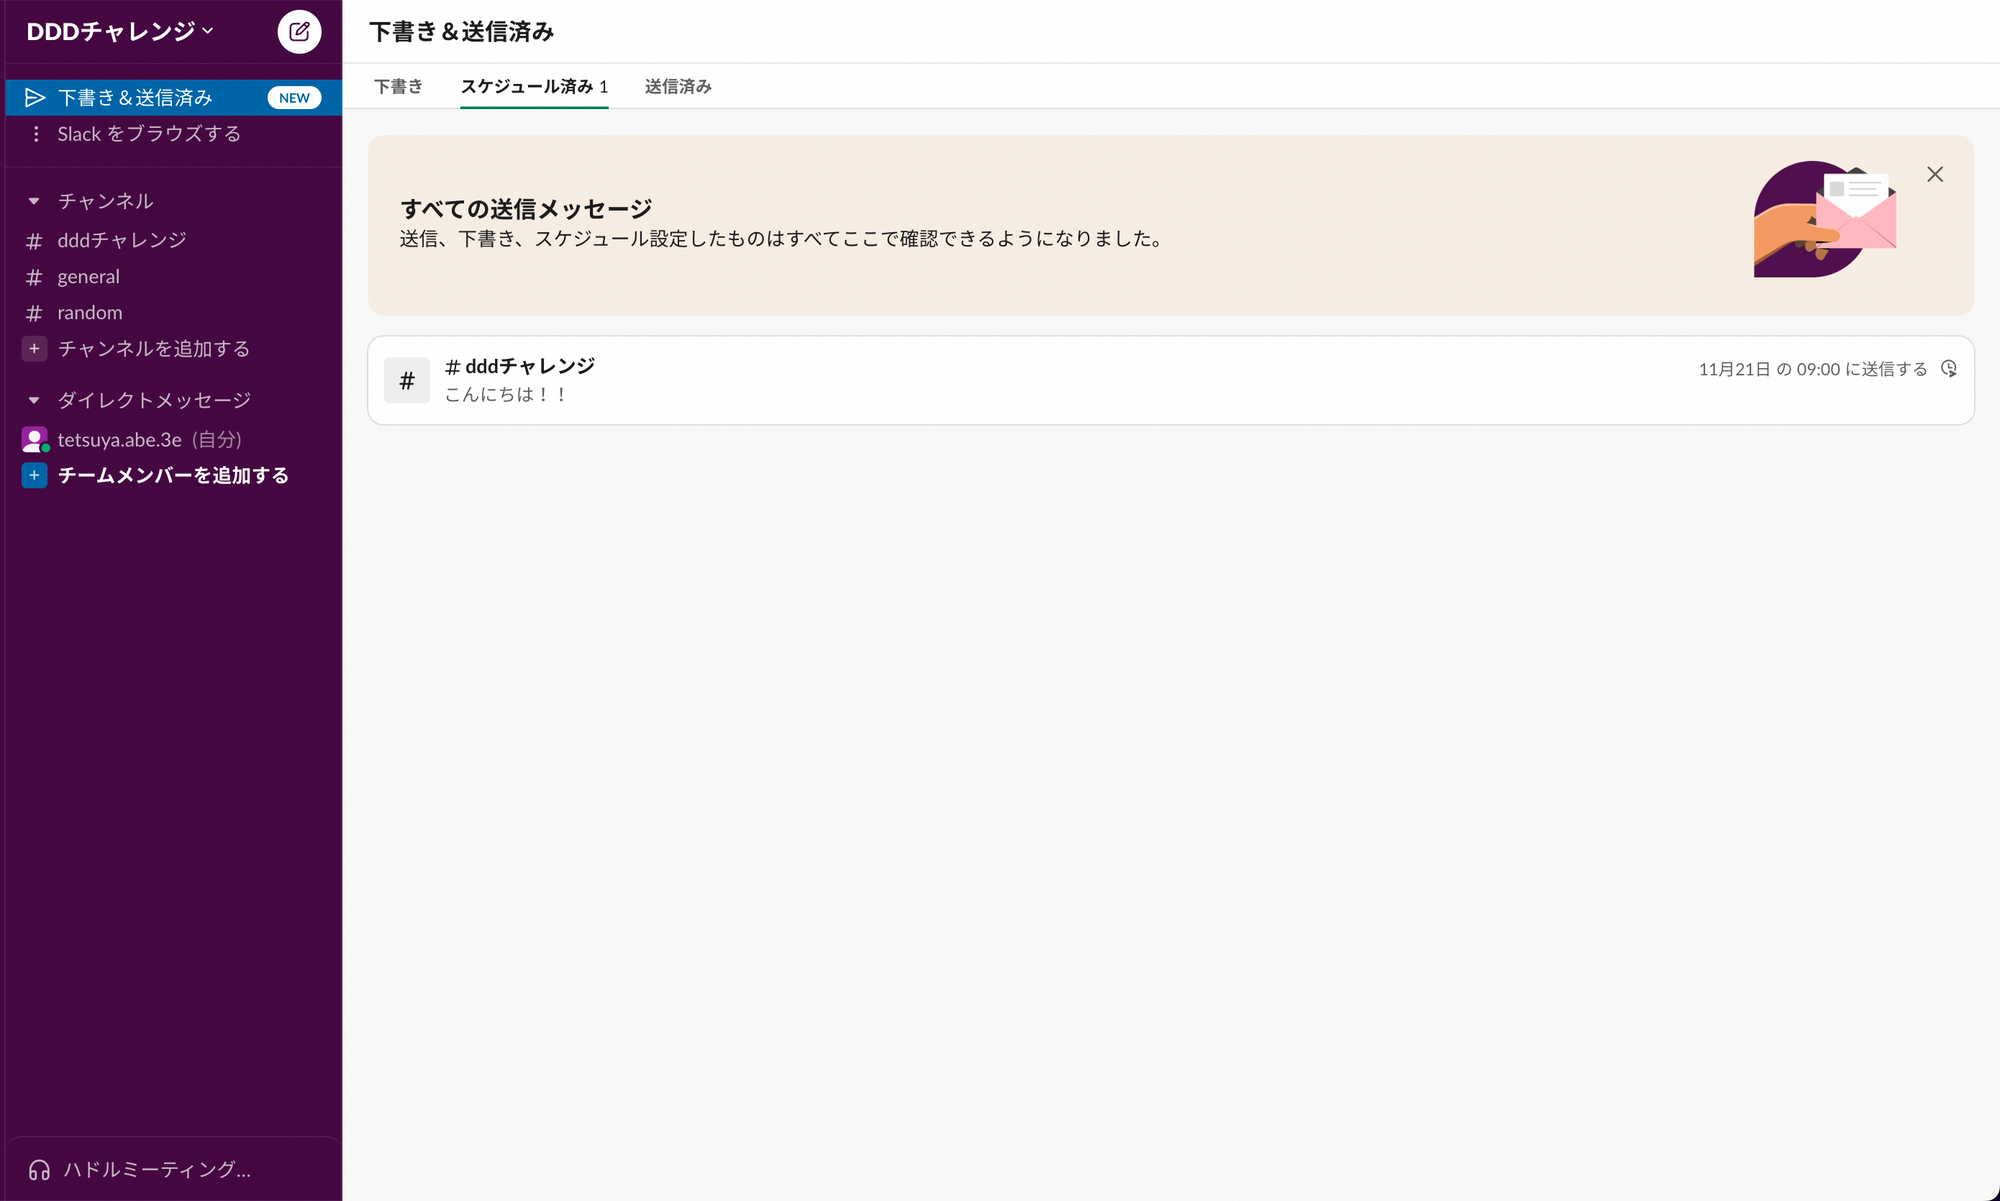 DDDチャレンジ
下書き＆送信済み NEW
Slack をブラウズする
チャンネル
# dddチャレンジ
# general
# random
+ チャンネルを追加する
ダイレクトメッセージ
tetsuya.abe.3e (自分)
+ チームメンバーを追加する
ハドルミーティング...
下書き＆送信済み
下書き スケジュール済み 1 送信済み
すべての送信メッセージ
送信、下書き、スケジュール設定したものはすべてここで確認できるようになりました。
# # dddチャレンジ 11月21日 の 09:00 に送信する
こんにちは！！